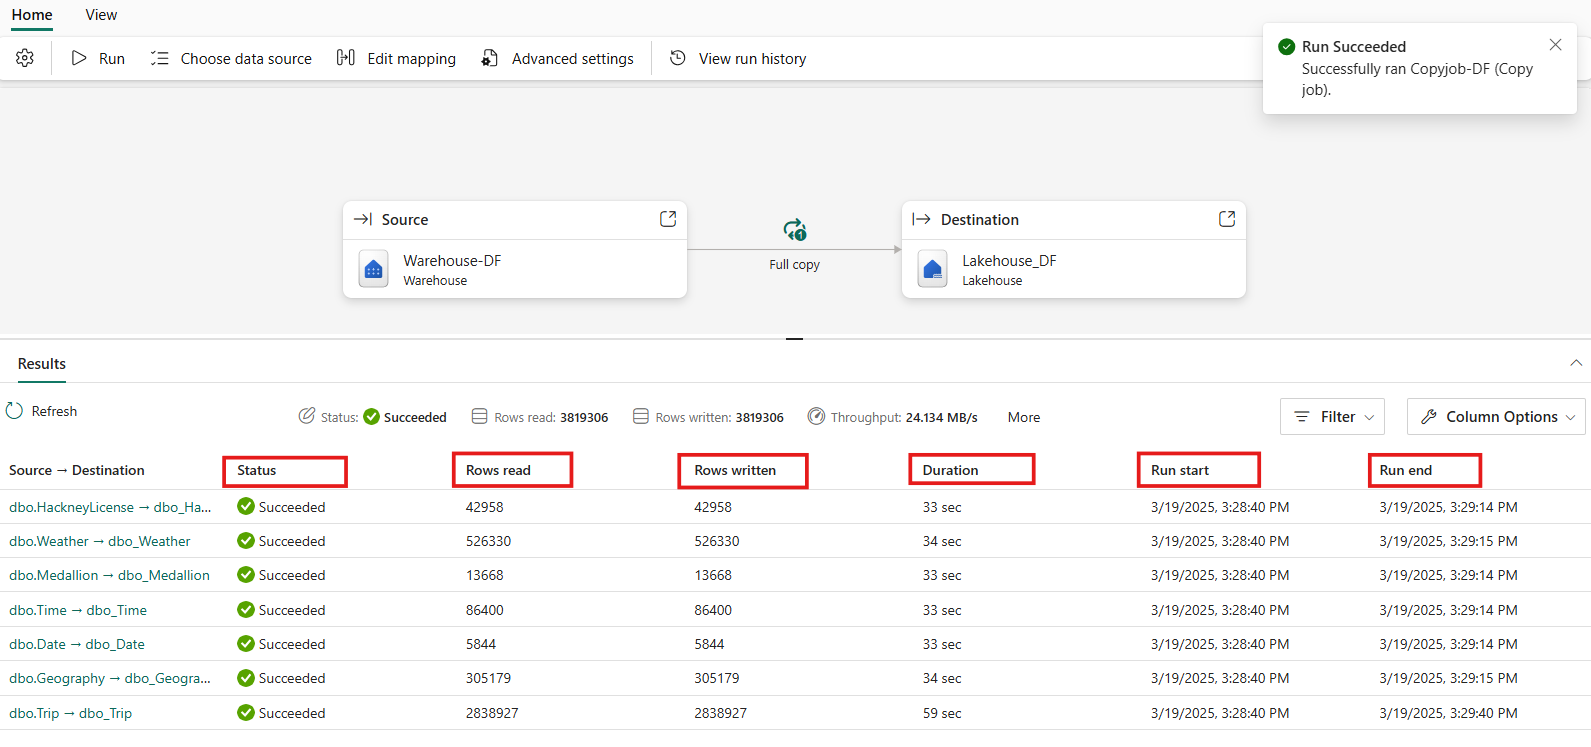 Home View
Run Choose data source Edit mapping Advanced settings View run history
Run Succeeded
Successfully ran Copyjob-DF (Copy
job).
Source
Warehouse-DF
Warehouse
1
Full copy
Destination
Lakehouse_DF
Lakehouse
Results
Refresh
Status: Succeeded Rows read: 3819306 Rows written: 3819306 Throughput: 24.134 MB/s More
Filter Column Options
Source → Destination Status Rows read Rows written Duration Run start Run end
dbo.HackneyLicense → dbo_Ha... Succeeded 42958 42958 33 sec 3/19/2025, 3:28:40 PM 3/19/2025, 3:29:14 PM
dbo.Weather → dbo_Weather Succeeded 526330 526330 34 sec 3/19/2025, 3:28:40 PM 3/19/2025, 3:29:15 PM
dbo.Medallion → dbo_Medallion Succeeded 13668 13668 33 sec 3/19/2025, 3:28:40 PM 3/19/2025, 3:29:14 PM
dbo.Time → dbo_Time Succeeded 86400 86400 33 sec 3/19/2025, 3:28:40 PM 3/19/2025, 3:29:14 PM
dbo.Date → dbo_Date Succeeded 5844 5844 33 sec 3/19/2025, 3:28:40 PM 3/19/2025, 3:29:14 PM
dbo.Geography → dbo_Geogra... Succeeded 305179 305179 34 sec 3/19/2025, 3:28:40 PM 3/19/2025, 3:29:15 PM
dbo.Trip → dbo_Trip Succeeded 2838927 2838927 59 sec 3/19/2025, 3:28:40 PM 3/19/2025, 3:29:40 PM